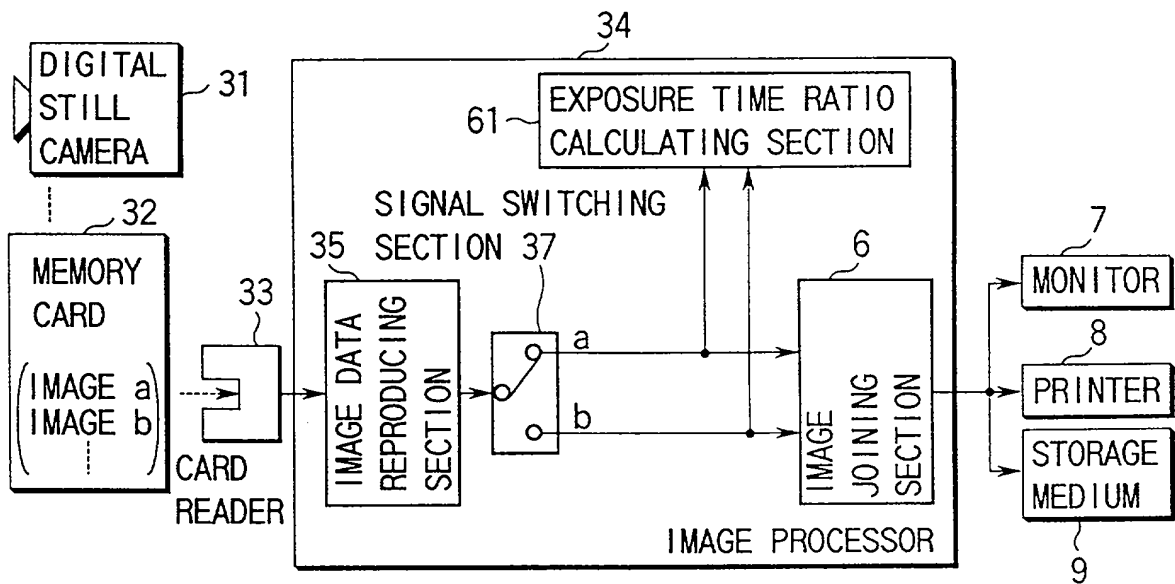 34
DIGITAL
STILL
CAMERA
31
61
EXPOSURE TIME RATIO
CALCULATING SECTION
32
MEMORY
CARD
(IMAGE a
IMAGE b)
33
CARD
READER
SIGNAL SWITCHING
SECTION
35
IMAGE DATA
REPRODUCING
SECTION
37
a
b
6
IMAGE
JOINING
SECTION
IMAGE PROCESSOR
7
MONITOR
8
PRINTER
STORAGE
MEDIUM
9